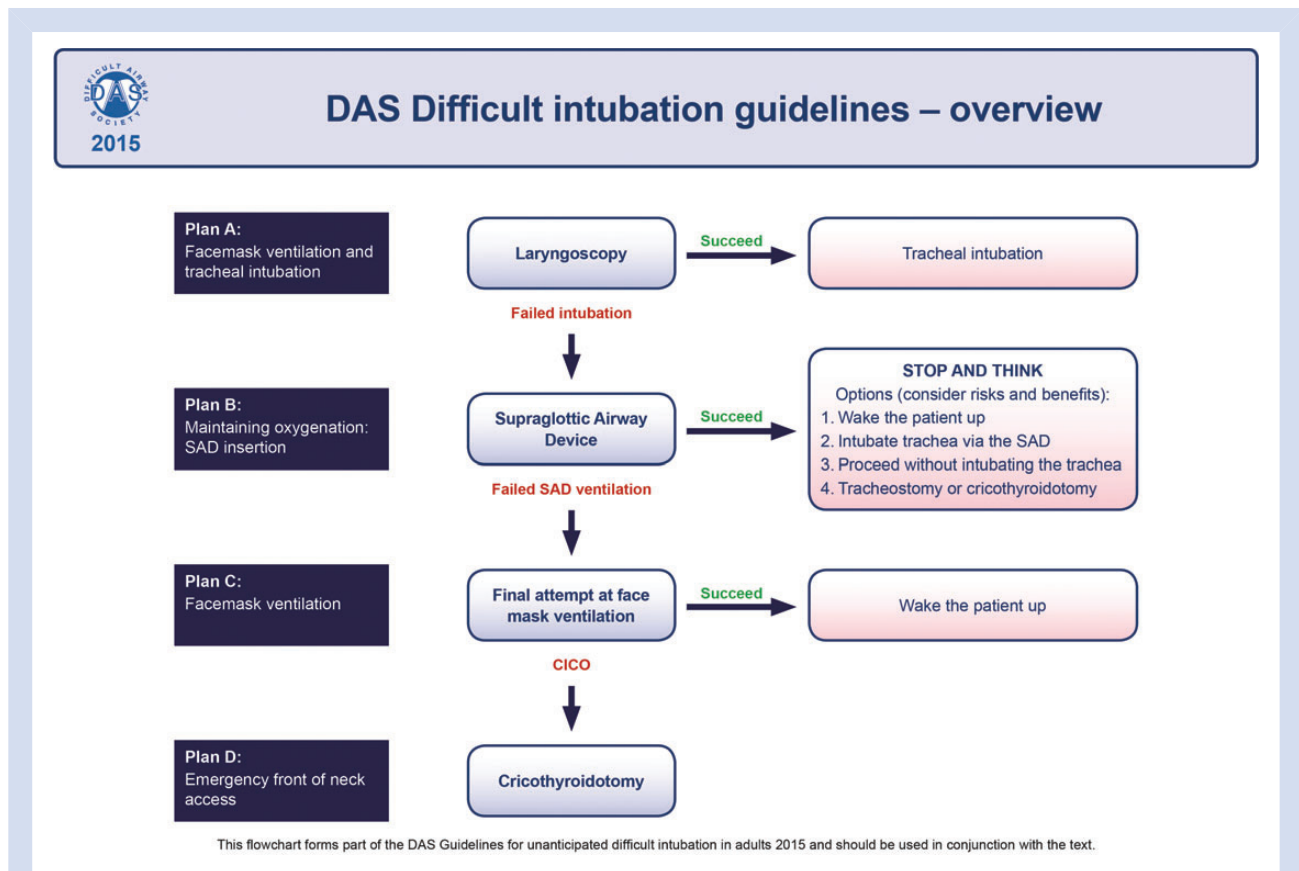 DIFFICULT AIRWAY
DAS
SOCIETY
2015
DAS Difficult intubation guidelines – overview
Plan A:
Facemask ventilation and
tracheal intubation
Laryngoscopy
Succeed
Tracheal intubation
Failed intubation
Plan B:
Maintaining oxygenation:
SAD insertion
Supraglottic Airway
Device
Succeed
STOP AND THINK
Options (consider risks and benefits):
1. Wake the patient up
2. Intubate trachea via the SAD
3. Proceed without intubating the trachea
4. Tracheostomy or cricothyroidotomy
Failed SAD ventilation
Plan C:
Facemask ventilation
Final attempt at face
mask ventilation
Succeed
Wake the patient up
CICO
Plan D:
Emergency front of neck
access
Cricothyroidotomy
This flowchart forms part of the DAS Guidelines for unanticipated difficult intubation in adults 2015 and should be used in conjunction with the text.